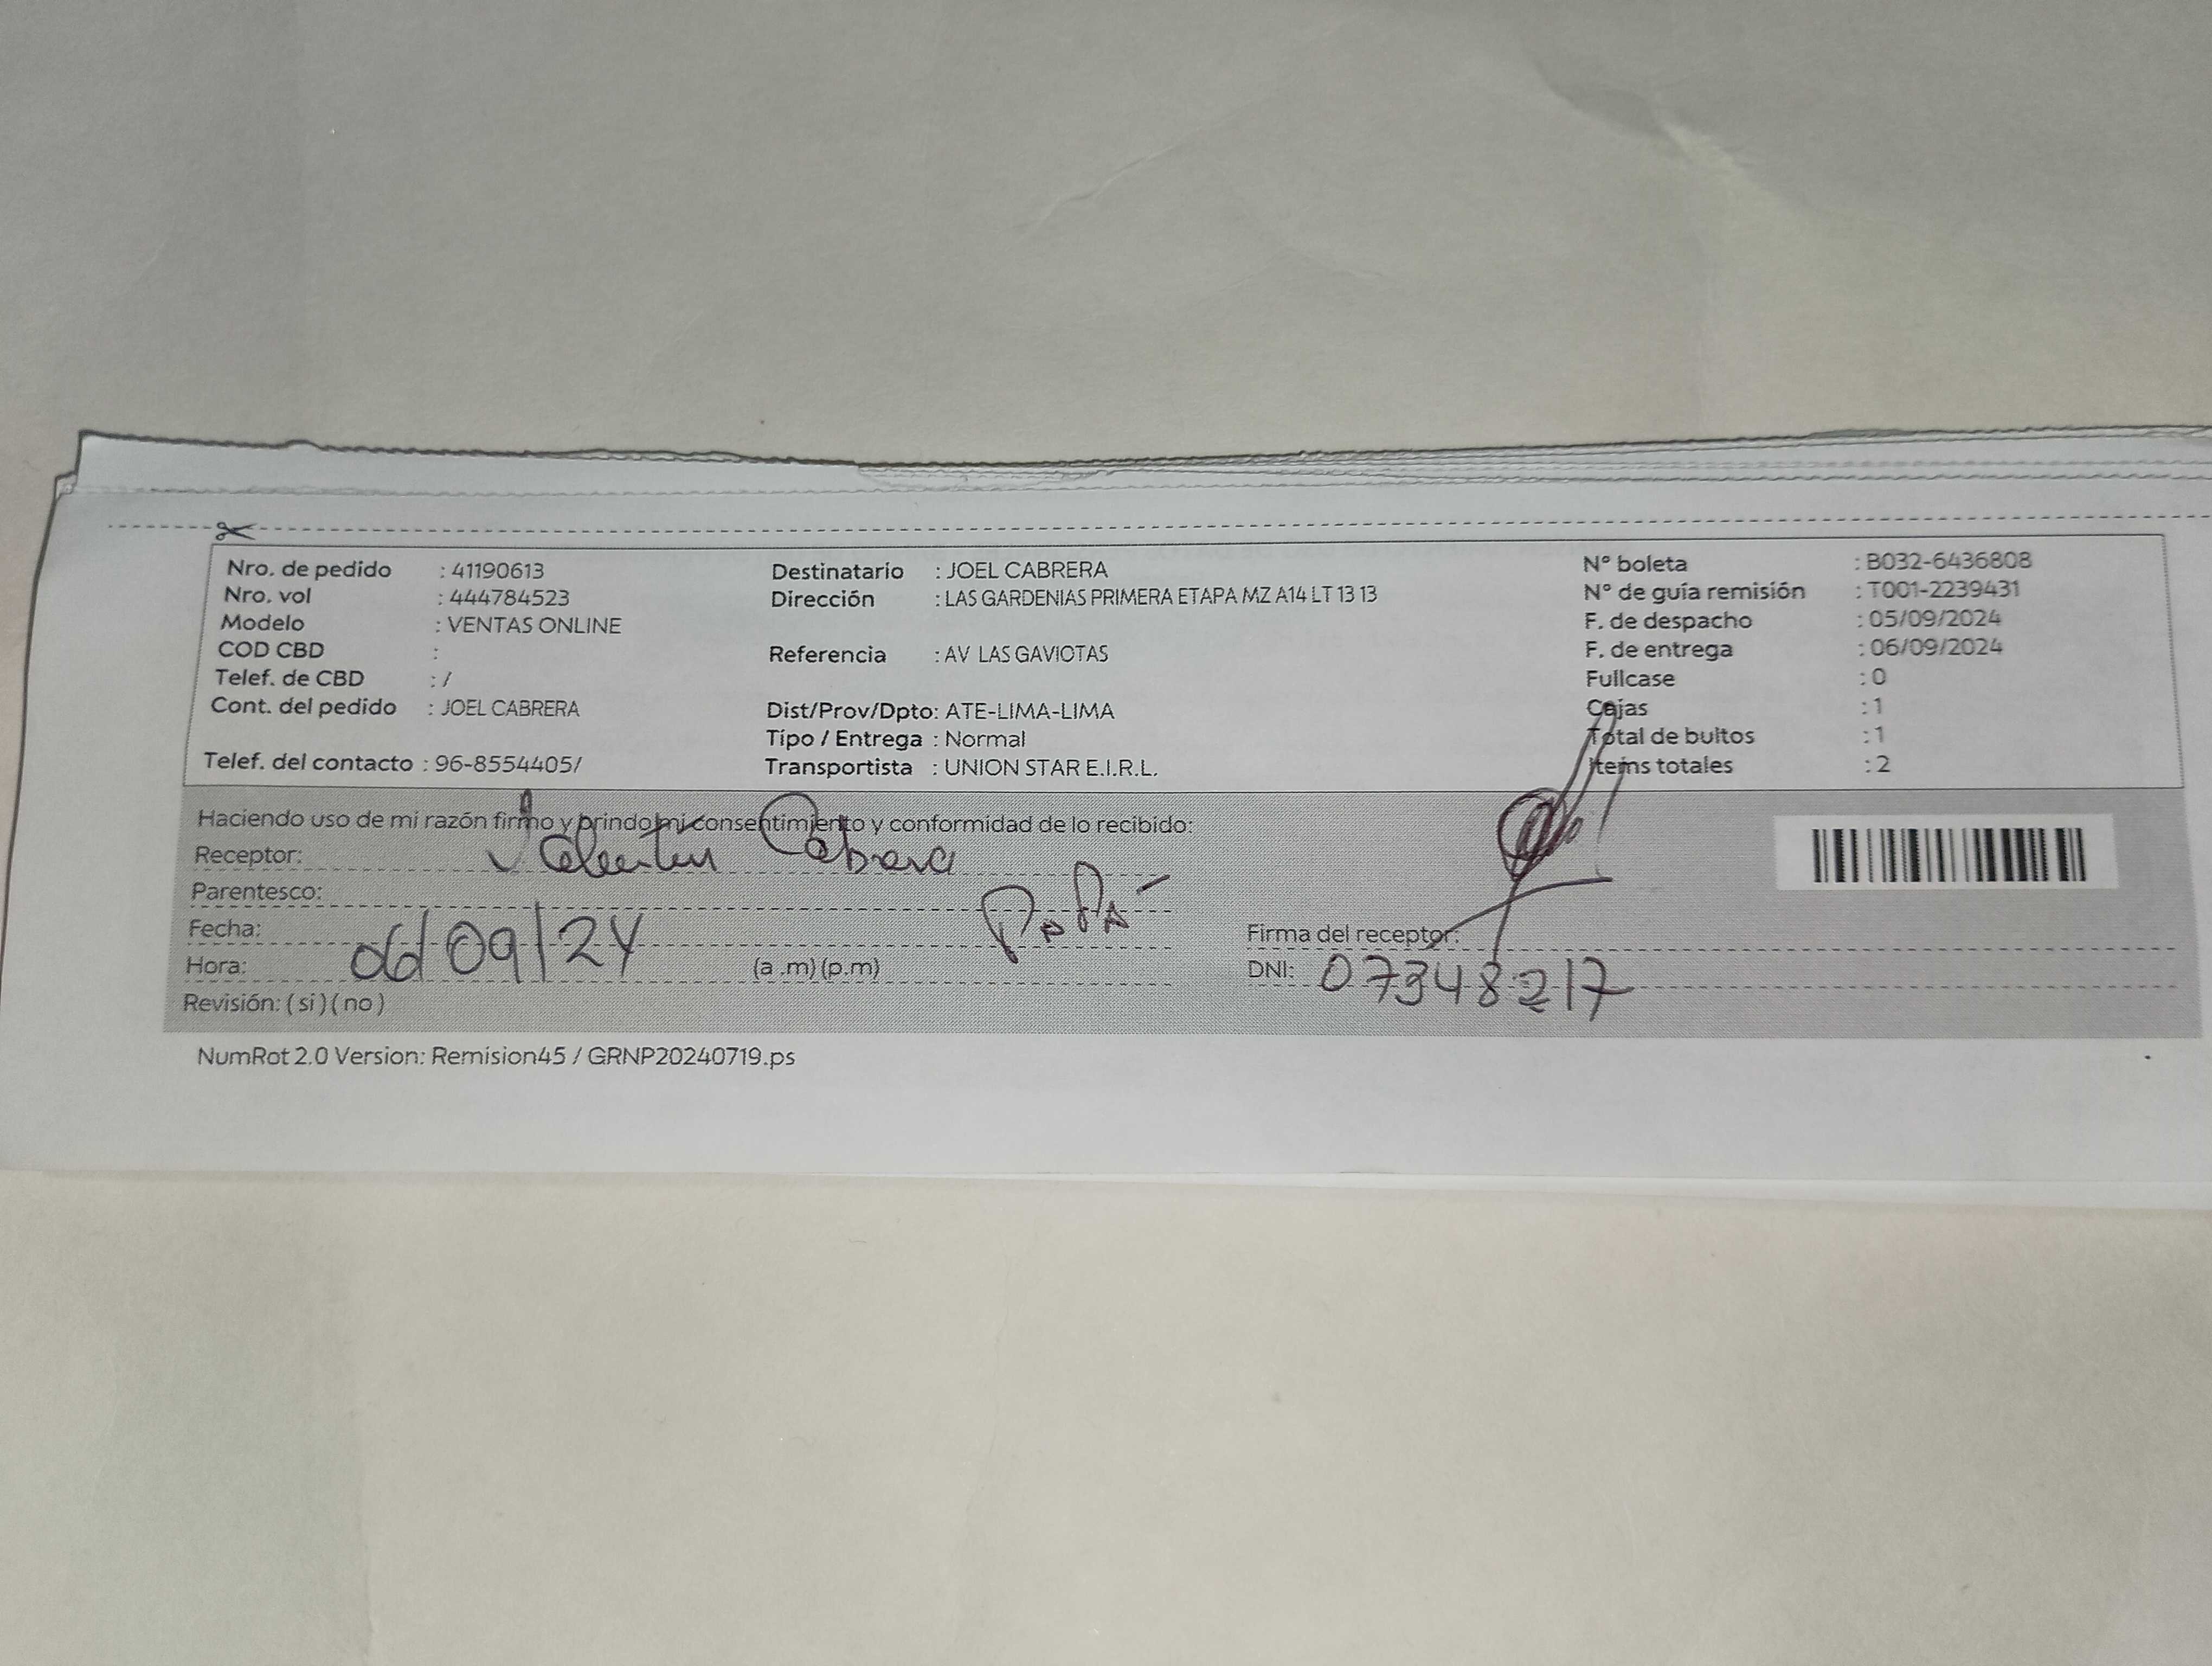 Nro. de pedido : 41190613
Nro. vol : 444784523
Modelo : VENTAS ONLINE
COD CBD :
Telef. de CBD : /
Cont. del pedido : JOEL CABRERA
Telef. del contacto : 96-8554405/
Destinatario : JOEL CABRERA
Dirección : LAS GARDENIAS PRIMERA ETAPA MZ A14 LT 13 13
Referencia : AV LAS GAVIOTAS
Dist/Prov/Dpto: ATE-LIMA-LIMA
Tipo / Entrega : Normal
Transportista : UNION STAR E.I.R.L.
N° boleta : B032-6436808
N° de guía remisión : T001-2239431
F. de despacho : 05/09/2024
F. de entrega : 06/09/2024
Fullcase : 0
Cajas : 1
Total de bultos : 1
Items totales : 2
Haciendo uso de mi razón firmo y brindo mi consentimiento y conformidad de lo recibido:
Receptor: Valentin Cabrera
Parentesco: PaPá
Fecha: 06/09/24
Hora: (a .m) (p.m)
Revisión: ( si ) ( no )
Firma del receptor:
DNI: 07348217
NumRot 2.0 Version: Remision45 / GRNP20240719.ps